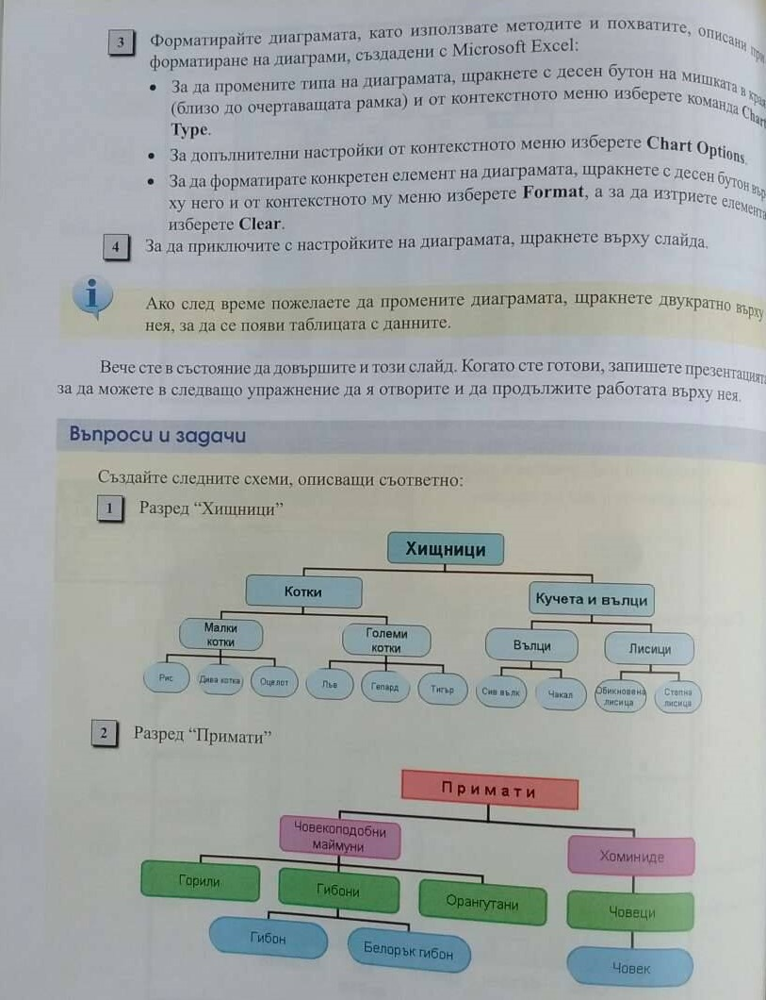 3 Форматирайте диаграмата, като използвате методите и похватите, описани при
форматиране на диаграми, създадени с Microsoft Excel:
• За да промените типа на диаграмата, щракнете с десен бутон на мишката в края
(близо до очертаващата рамка) и от контекстното меню изберете команда Chart
Type.
• За допълнителни настройки от контекстното меню изберете Chart Options.
• За да форматирате конкретен елемент на диаграмата, щракнете с десен бутон вър-
ху него и от контекстното му меню изберете Format, а за да изтриете елемента
изберете Clear.
4 За да приключите с настройките на диаграмата, щракнете върху слайда.
i
Ако след време пожелаете да промените диаграмата, щракнете двукратно върху
нея, за да се появи таблицата с данните.
Вече сте в състояние да довършите и този слайд. Когато сте готови, запишете презентацията
за да можете в следващо упражнение да я отворите и да продължите работата върху нея.
Въпроси и задачи
Създайте следните схеми, описващи съответно:
1 Разред “Хищници”
Хищници
Котки
Кучета и вълци
Малки
котки
Големи
котки
Вълци
Лисици
Рис
Дива котка
Оцелот
Лъв
Гепард
Тигър
Сив вълк
Чакал
Обикновена
лисица
Степна
лисица
2 Разред “Примати”
Примати
Човекоподобни
маймуни
Хоминиде
Горили
Гибони
Орангутани
Човеци
Гибон
Белорък гибон
Човек